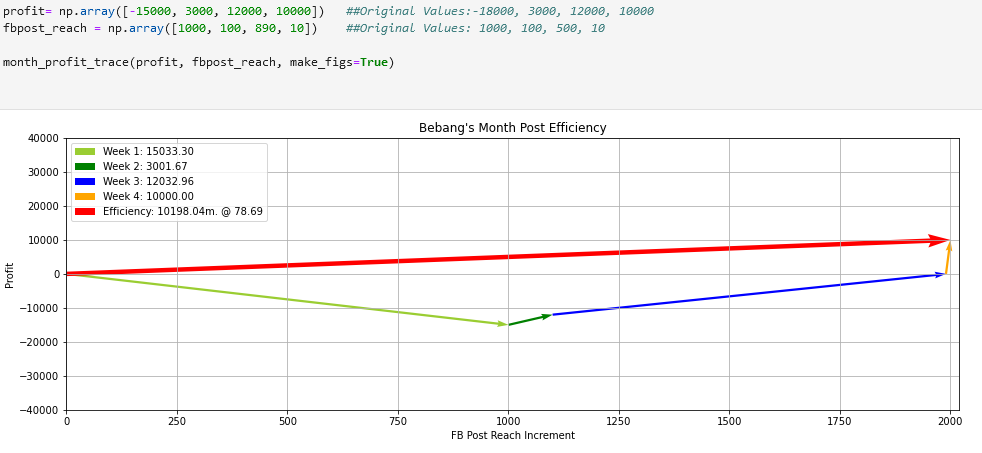 profit= np.array([-15000, 3000, 12000, 10000])   ##Original Values:-18000, 3000, 12000, 10000
fbpost_reach = np.array([1000, 100, 890, 10])    ##Original Values: 1000, 100, 500, 10
month_profit_trace(profit, fbpost_reach, make_figs=True)
Bebang's Month Post Efficiency
40000
30000
20000
10000
0
−10000
−20000
−30000
−40000
Profit
Week 1: 15033.30
Week 2: 3001.67
Week 3: 12032.96
Week 4: 10000.00
Efficiency: 10198.04m. @ 78.69
0 250 500 750 1000 1250 1500 1750 2000
FB Post Reach Increment